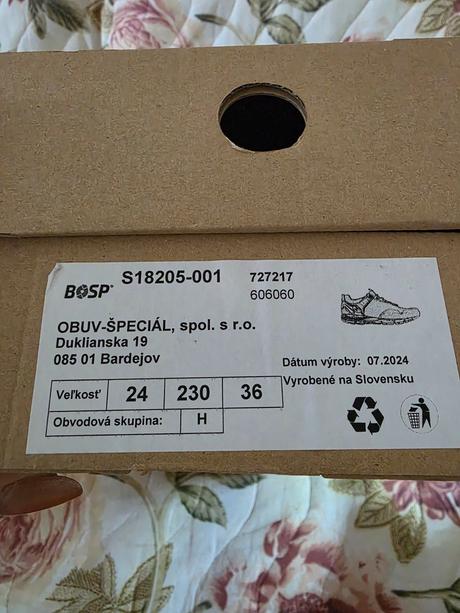 BOSP® S18205-001 727217
606060
OBUV-ŠPECIÁL, spol. s r.o.
Duklianska 19
085 01 Bardejov
Dátum výroby: 07.2024
Vyrobené na Slovensku
Veľkosť 24 230 36
Obvodová skupina: H